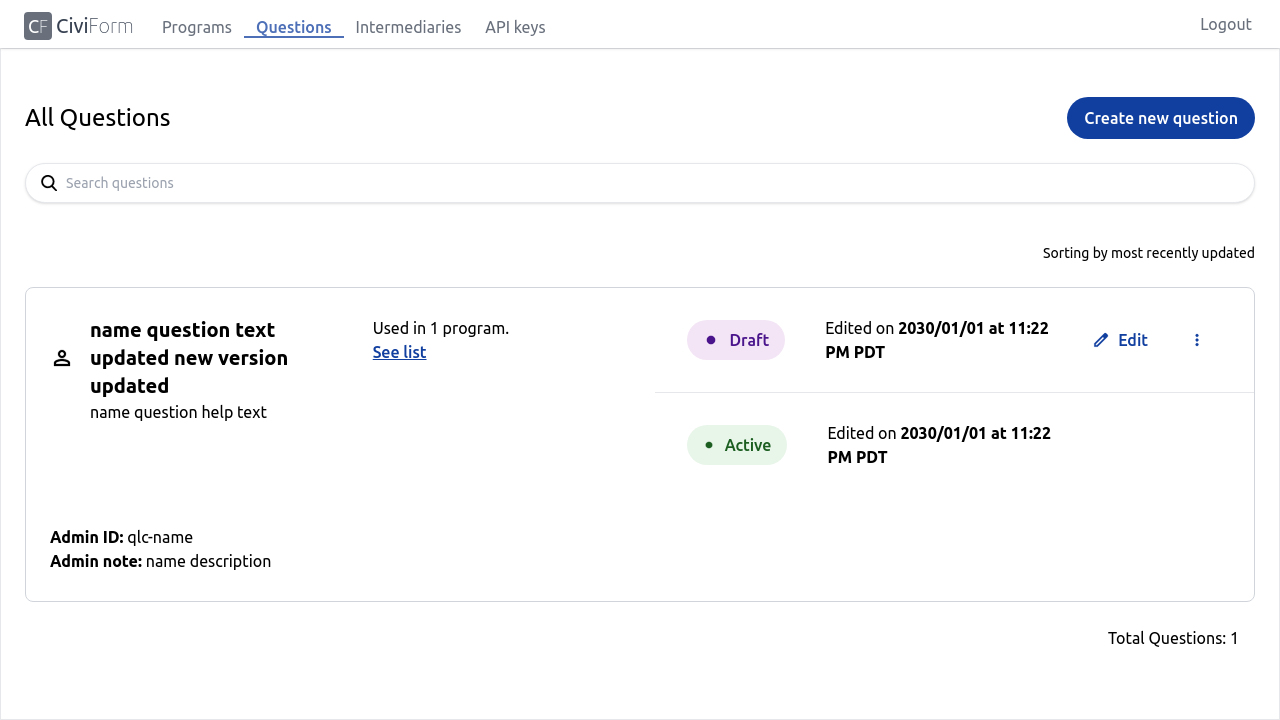 CF CiviForm Programs Questions Intermediaries API keys Logout
All Questions
Create new question
Search questions
Sorting by most recently updated
name question text
updated new version
updated
name question help text
Used in 1 program.
See list
Draft
Edited on 2030/01/01 at 11:22
PM PDT
Edit
Active
Edited on 2030/01/01 at 11:22
PM PDT
Admin ID: qlc-name
Admin note: name description
Total Questions: 1